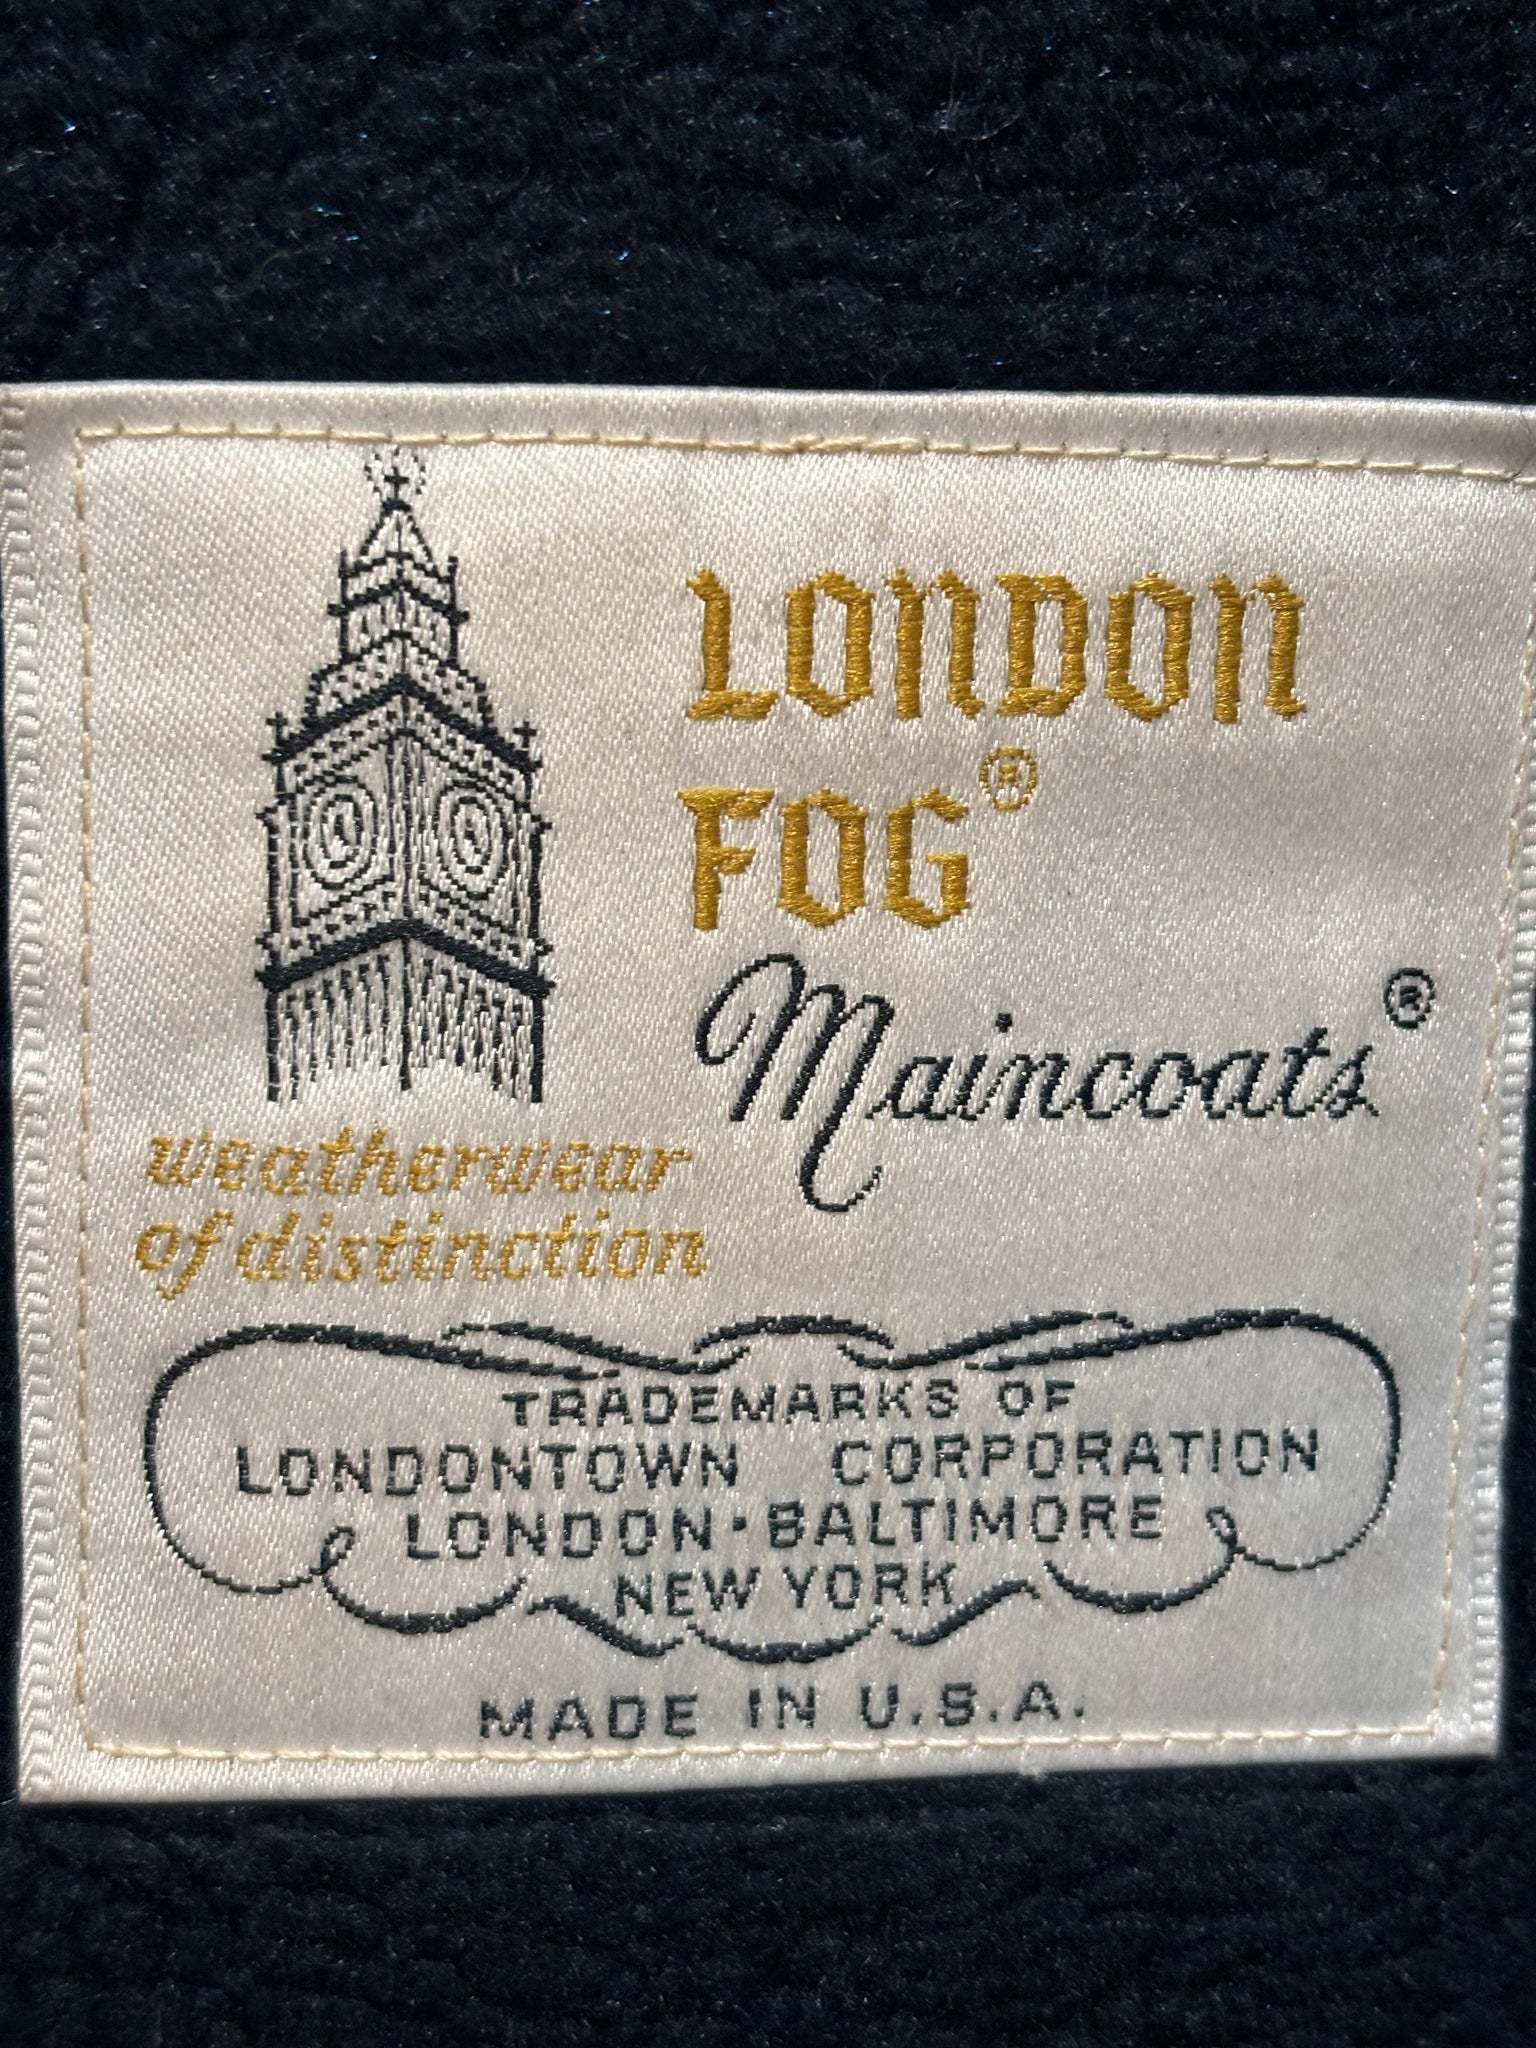 LONDON
FOG®
Maincoats®
weatherwear
of distinction
TRADEMARKS OF
LONDONTOWN CORPORATION
LONDON·BALTIMORE
NEW YORK
MADE IN U.S.A.